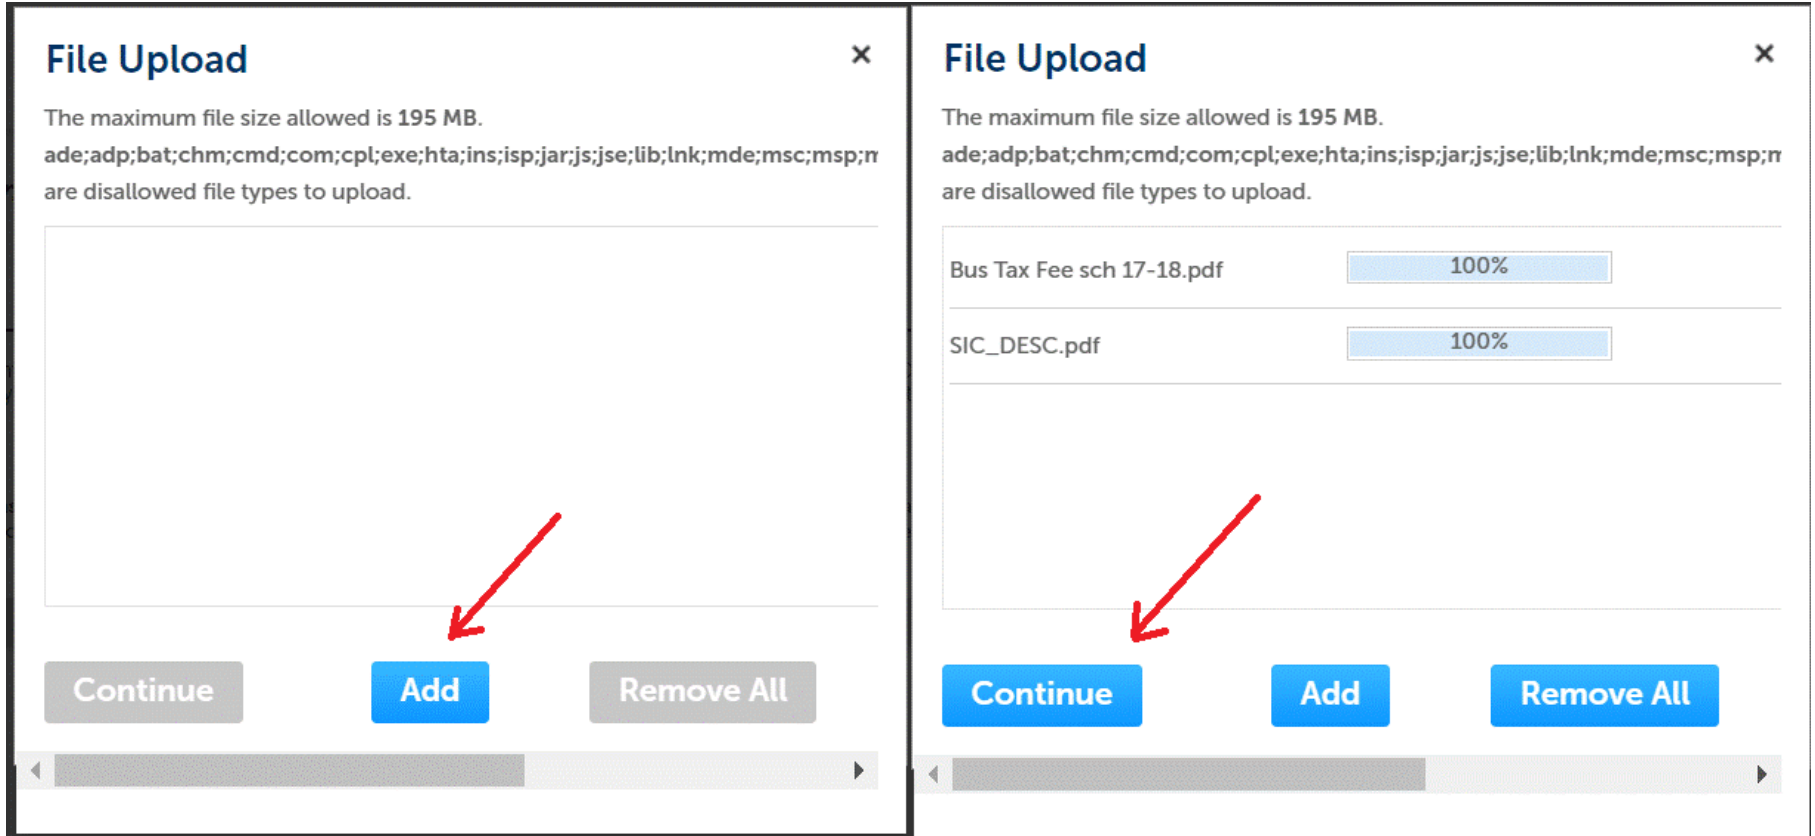 File Upload
×
The maximum file size allowed is 195 MB.
ade;adp;bat;chm;cmd;com;cpl;exe;hta;ins;isp;jar;js;jse;lib;lnk;mde;msc;msp;
are disallowed file types to upload.
Continue
Add
Remove All
File Upload
×
The maximum file size allowed is 195 MB.
ade;adp;bat;chm;cmd;com;cpl;exe;hta;ins;isp;jar;js;jse;lib;lnk;mde;msc;msp;
are disallowed file types to upload.
Bus Tax Fee sch 17-18.pdf 100%
SIC_DESC.pdf 100%
Continue
Add
Remove All